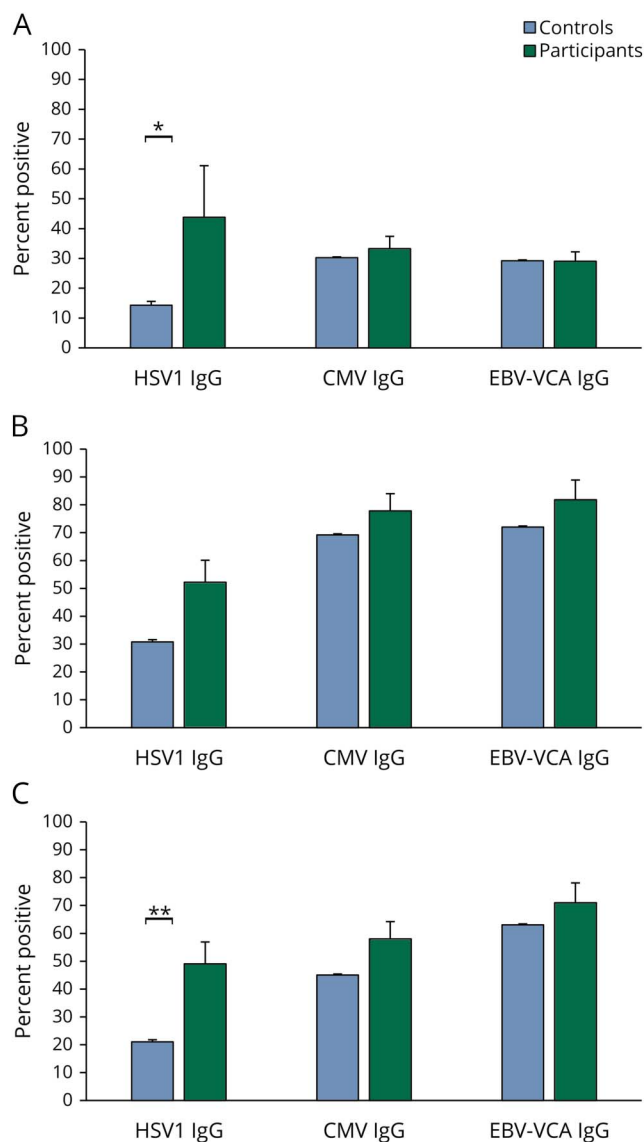 A
Controls
Participants
Percent positive
100
90
80
70
60
50
40
30
20
10
0
*
HSV1 IgG
CMV IgG
EBV-VCA IgG
B
Percent positive
100
90
80
70
60
50
40
30
20
10
0
HSV1 IgG
CMV IgG
EBV-VCA IgG
C
Percent positive
100
90
80
70
60
50
40
30
20
10
0
**
HSV1 IgG
CMV IgG
EBV-VCA IgG